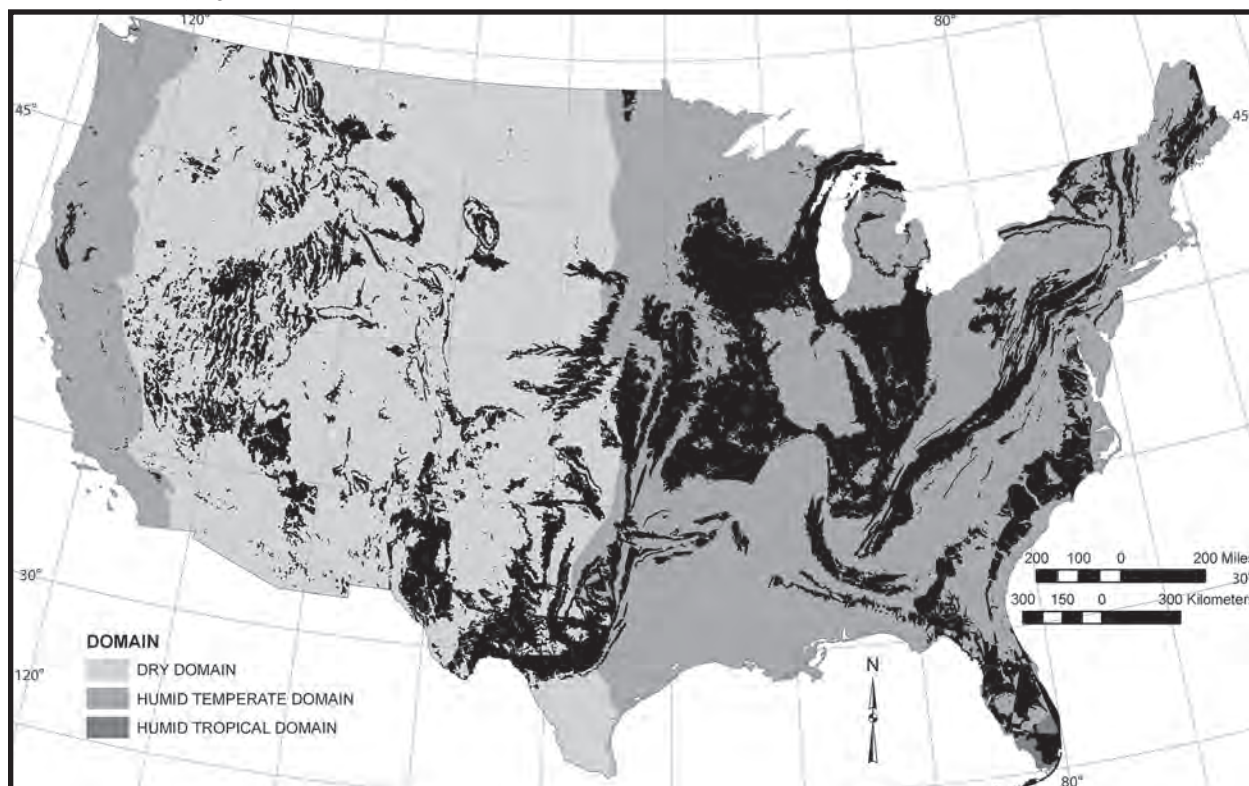 120°
80°
45°
45°
200 100 0 200 Miles
30°
300 150 0 300 Kilometers
30°
DOMAIN
DRY DOMAIN
HUMID TEMPERATE DOMAIN
HUMID TROPICAL DOMAIN
N
120°
80°